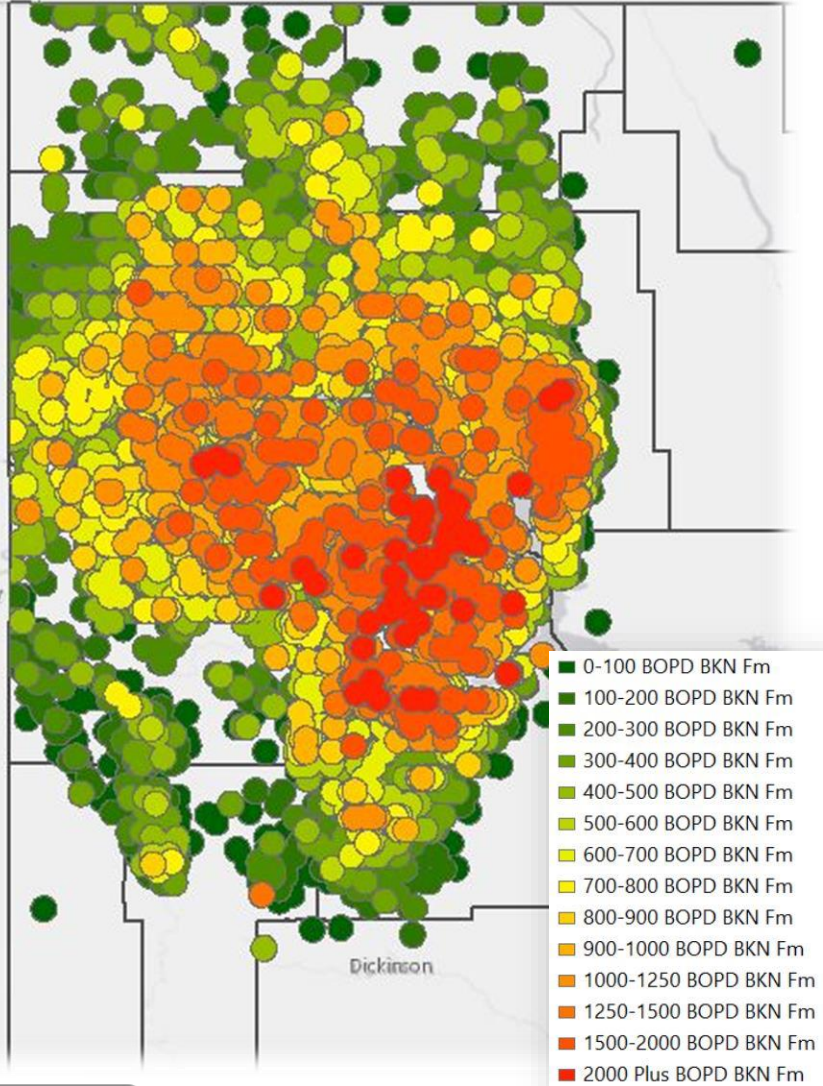 Dickinson
0-100 BOPD BKN Fm
100-200 BOPD BKN Fm
200-300 BOPD BKN Fm
300-400 BOPD BKN Fm
400-500 BOPD BKN Fm
500-600 BOPD BKN Fm
600-700 BOPD BKN Fm
700-800 BOPD BKN Fm
800-900 BOPD BKN Fm
900-1000 BOPD BKN Fm
1000-1250 BOPD BKN Fm
1250-1500 BOPD BKN Fm
1500-2000 BOPD BKN Fm
2000 Plus BOPD BKN Fm